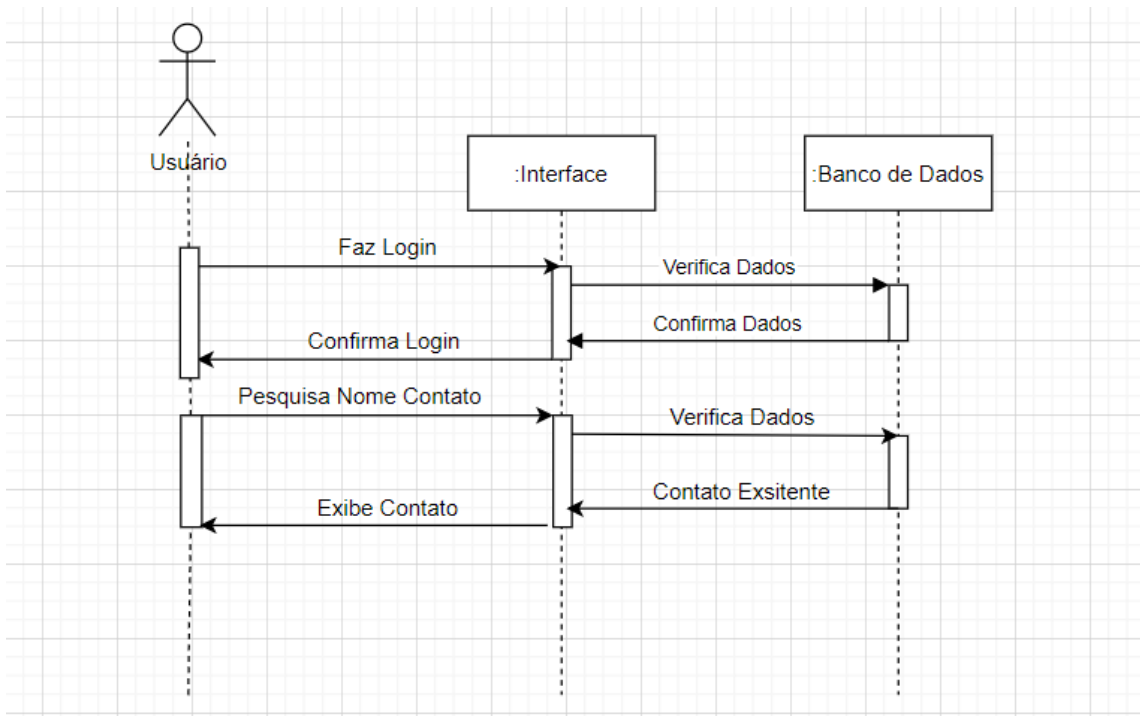 Usuário
:Interface
:Banco de Dados
Faz Login
Verifica Dados
Confirma Dados
Confirma Login
Pesquisa Nome Contato
Verifica Dados
Contato Exsitente
Exibe Contato